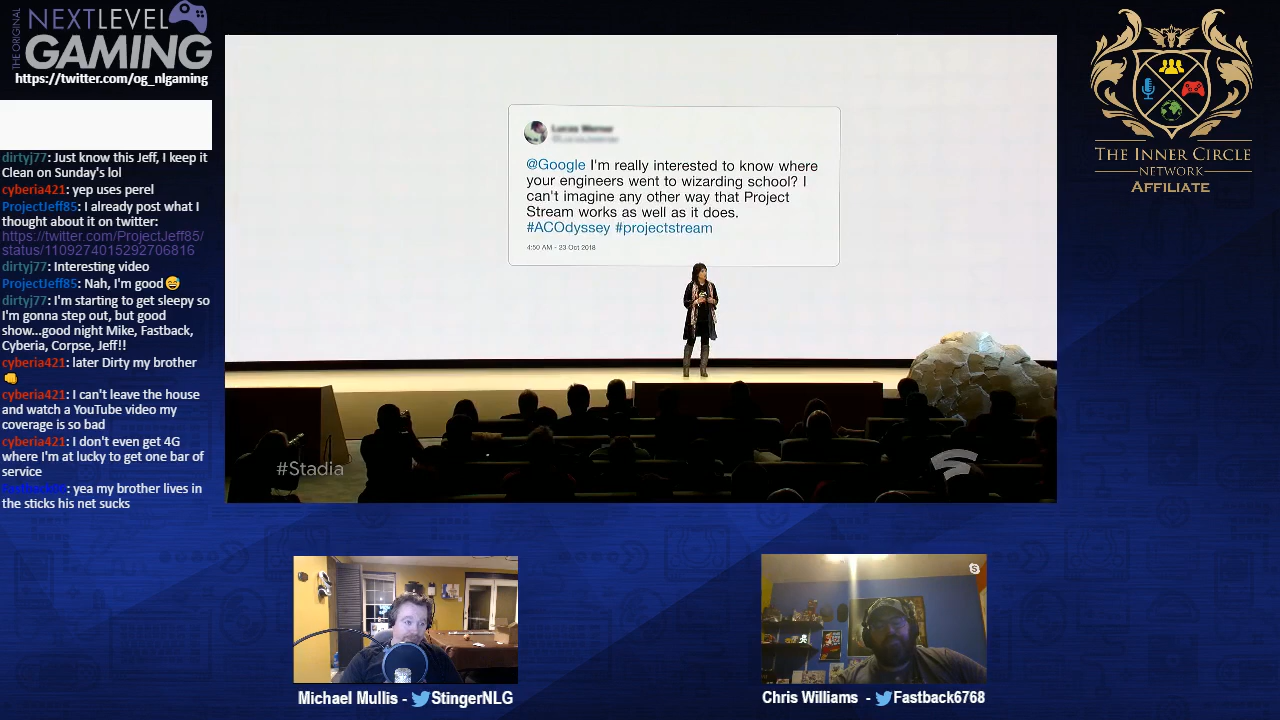 THE ORIGINAL
NEXTLEVEL
GAMING
https://twitter.com/og_nlgaming
dirtyj77: Just know this Jeff, I keep it
Clean on Sunday's lol
cyberia421: yep uses perel
ProjectJeff85: I already post what I
thought about it on twitter:
https://twitter.com/ProjectJeff85/
status/1109274015292706816
dirtyj77: Interesting video
ProjectJeff85: Nah, I'm good
dirtyj77: I'm starting to get sleepy so
I'm gonna step out, but good
show...good night Mike, Fastback,
Cyberia, Corpse, Jeff!!
cyberia421: later Dirty my brother
cyberia421: I can't leave the house
and watch a YouTube video my
coverage is so bad
cyberia421: I don't even get 4G
where I'm at lucky to get one bar of
service
: yea my brother lives in
the sticks his net sucks
@Google I'm really interested to know where
your engineers went to wizarding school? I
can't imagine any other way that Project
Stream works as well as it does.
#ACOdyssey #projectstream
4:50 AM - 23 Oct 2018
#Stadia
THE INNER CIRCLE
NETWORK
AFFILIATE
Michael Mullis - StingerNLG
Chris Williams - Fastback6768